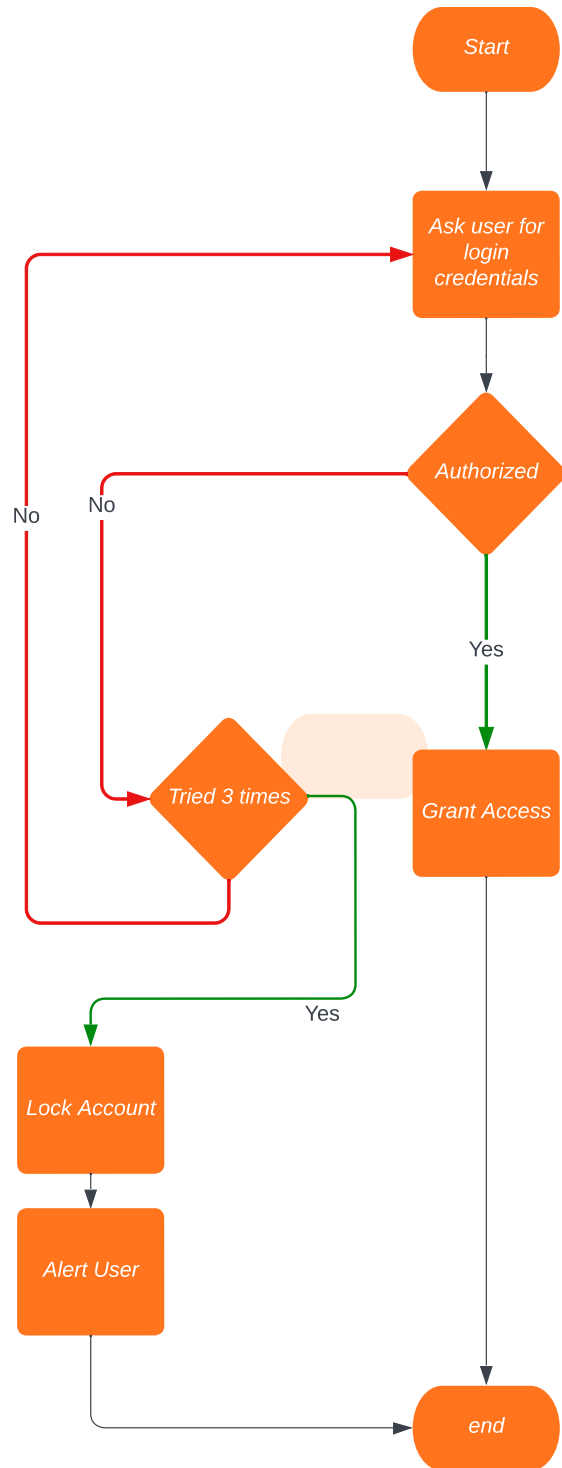 Start
Ask user for
login
credentials
Authorized
No
No
Yes
Tried 3 times
Grant Access
Yes
Lock Account
Alert User
end